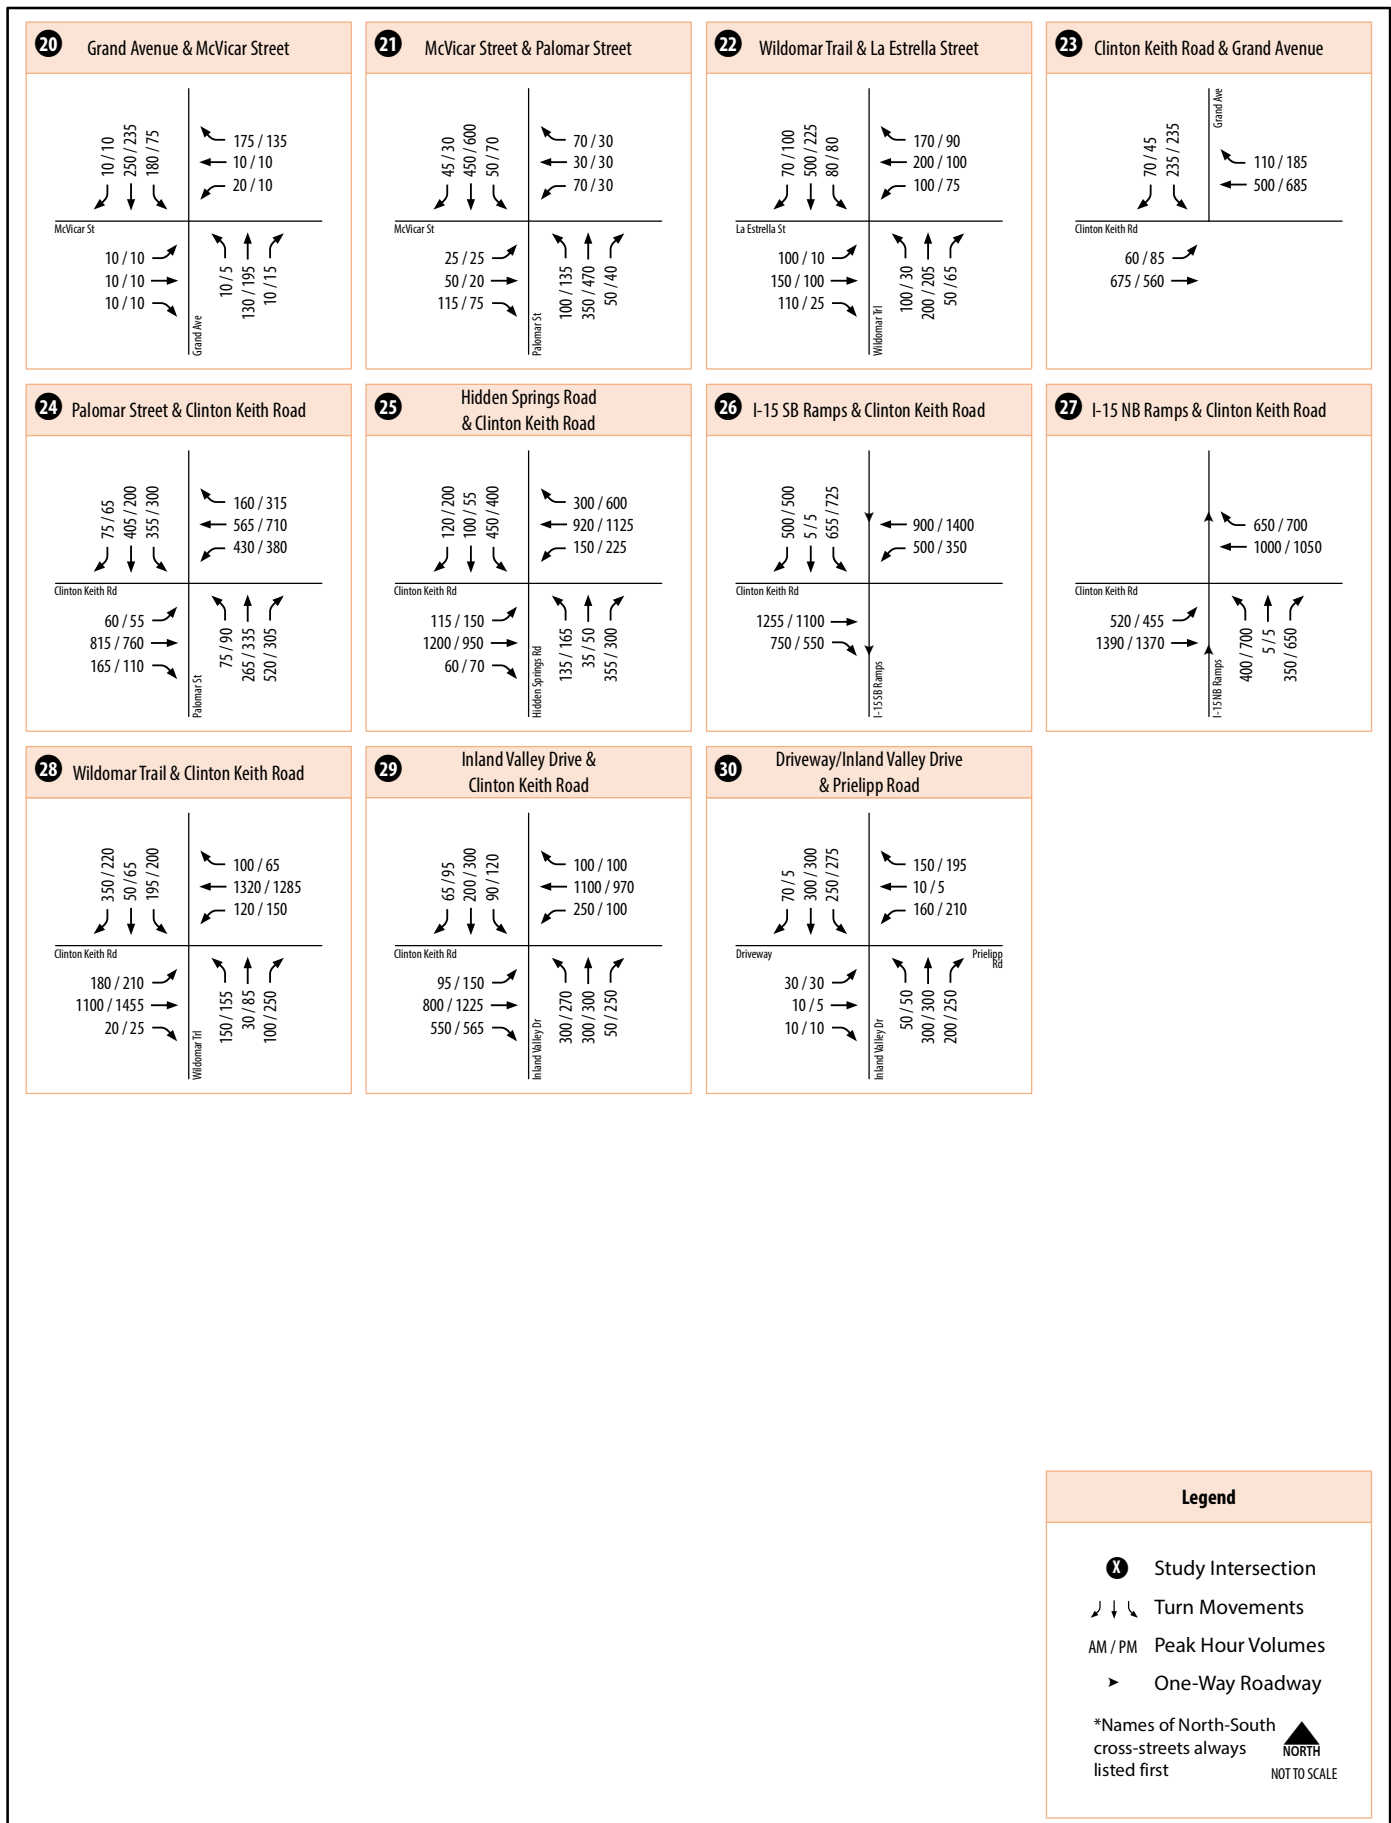 20 Grand Avenue & McVicar Street
10 / 10
250 / 235
180 / 75
175 / 135
10 / 10
20 / 10
McVicar St
10 / 10
10 / 10
10 / 10
10 / 5
130 / 195
10 / 15
Grand Ave
21 McVicar Street & Palomar Street
45 / 30
450 / 600
50 / 70
70 / 30
30 / 30
70 / 30
McVicar St
25 / 25
50 / 20
115 / 75
100 / 135
350 / 470
50 / 40
Palomar St
22 Wildomar Trail & La Estrella Street
70 / 100
500 / 225
80 / 80
170 / 90
200 / 100
100 / 75
La Estrella St
100 / 10
150 / 100
110 / 25
100 / 30
200 / 205
50 / 65
Wildomar Trl
23 Clinton Keith Road & Grand Avenue
Grand Ave
70 / 45
235 / 235
110 / 185
500 / 685
Clinton Keith Rd
60 / 85
675 / 560
24 Palomar Street & Clinton Keith Road
75 / 65
405 / 200
355 / 300
160 / 315
565 / 710
430 / 380
Clinton Keith Rd
60 / 55
815 / 760
165 / 110
75 / 90
265 / 335
520 / 305
Palomar St
25 Hidden Springs Road
& Clinton Keith Road
120 / 200
100 / 55
450 / 400
300 / 600
920 / 1125
150 / 225
Clinton Keith Rd
115 / 150
1200 / 950
60 / 70
135 / 165
35 / 50
355 / 300
Hidden Springs Rd
26 I-15 SB Ramps & Clinton Keith Road
500 / 500
5 / 5
655 / 725
900 / 1400
500 / 350
Clinton Keith Rd
1255 / 1100
750 / 550
I-15 SB Ramps
27 I-15 NB Ramps & Clinton Keith Road
650 / 700
1000 / 1050
Clinton Keith Rd
520 / 455
1390 / 1370
400 / 700
5 / 5
350 / 650
I-15 NB Ramps
28 Wildomar Trail & Clinton Keith Road
350 / 220
50 / 65
195 / 200
100 / 65
1320 / 1285
120 / 150
Clinton Keith Rd
180 / 210
1100 / 1455
20 / 25
150 / 155
30 / 85
100 / 250
Wildomar Trl
29 Inland Valley Drive &
Clinton Keith Road
65 / 95
200 / 300
90 / 120
100 / 100
1100 / 970
250 / 100
Clinton Keith Rd
95 / 150
800 / 1225
550 / 565
300 / 270
300 / 300
50 / 250
Inland Valley Dr
30 Driveway/Inland Valley Drive
& Prielipp Road
70 / 5
300 / 300
250 / 275
150 / 195
10 / 5
160 / 210
Driveway
Prielipp
Rd
30 / 30
10 / 5
10 / 10
50 / 50
300 / 300
200 / 250
Inland Valley Dr
Legend
X Study Intersection
Turn Movements
AM / PM Peak Hour Volumes
One-Way Roadway
*Names of North-South
cross-streets always
listed first
NORTH
NOT TO SCALE